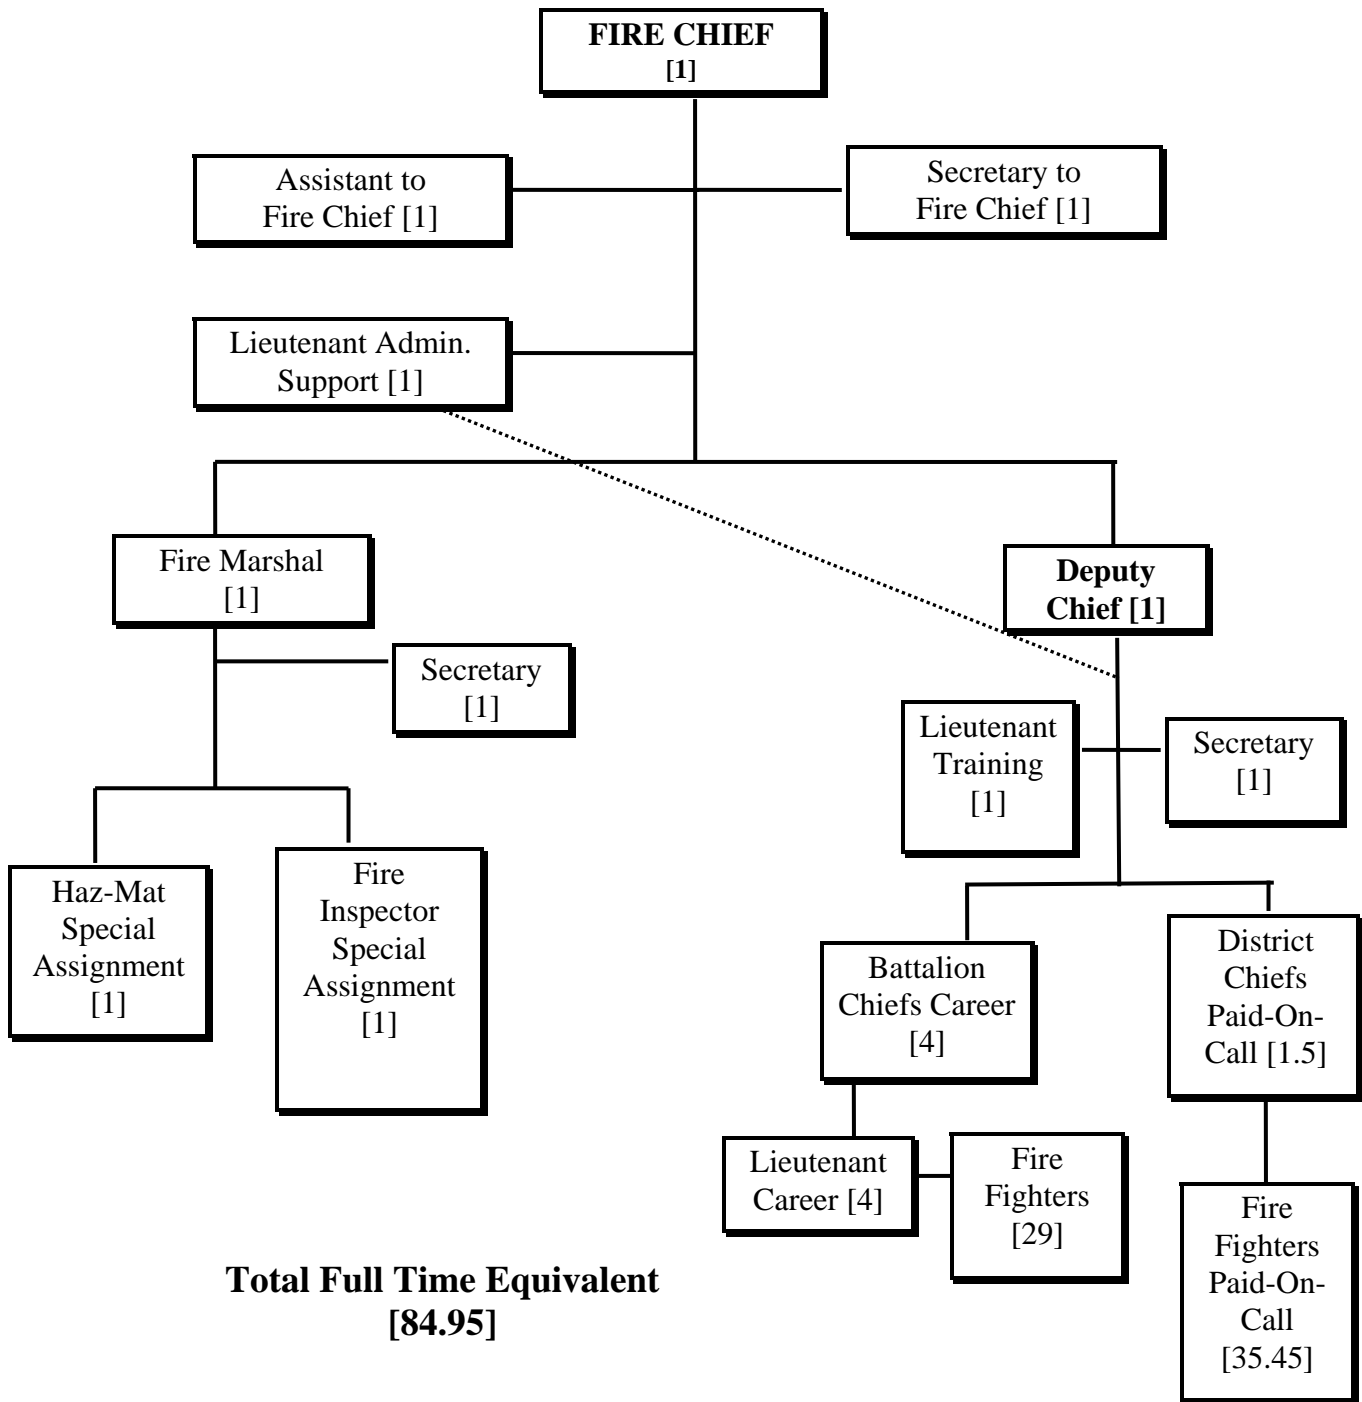 FIRE CHIEF
[1]
Assistant to
Fire Chief [1]
Secretary to
Fire Chief [1]
Lieutenant Admin.
Support [1]
Fire Marshal
[1]
Deputy
Chief [1]
Secretary
[1]
Lieutenant
Training
[1]
Secretary
[1]
Haz-Mat
Special
Assignment
[1]
Fire
Inspector
Special
Assignment
[1]
Battalion
Chiefs Career
[4]
District
Chiefs
Paid-On-
Call [1.5]
Lieutenant
Career [4]
Fire
Fighters
[29]
Fire
Fighters
Paid-On-
Call
[35.45]
Total Full Time Equivalent
[84.95]